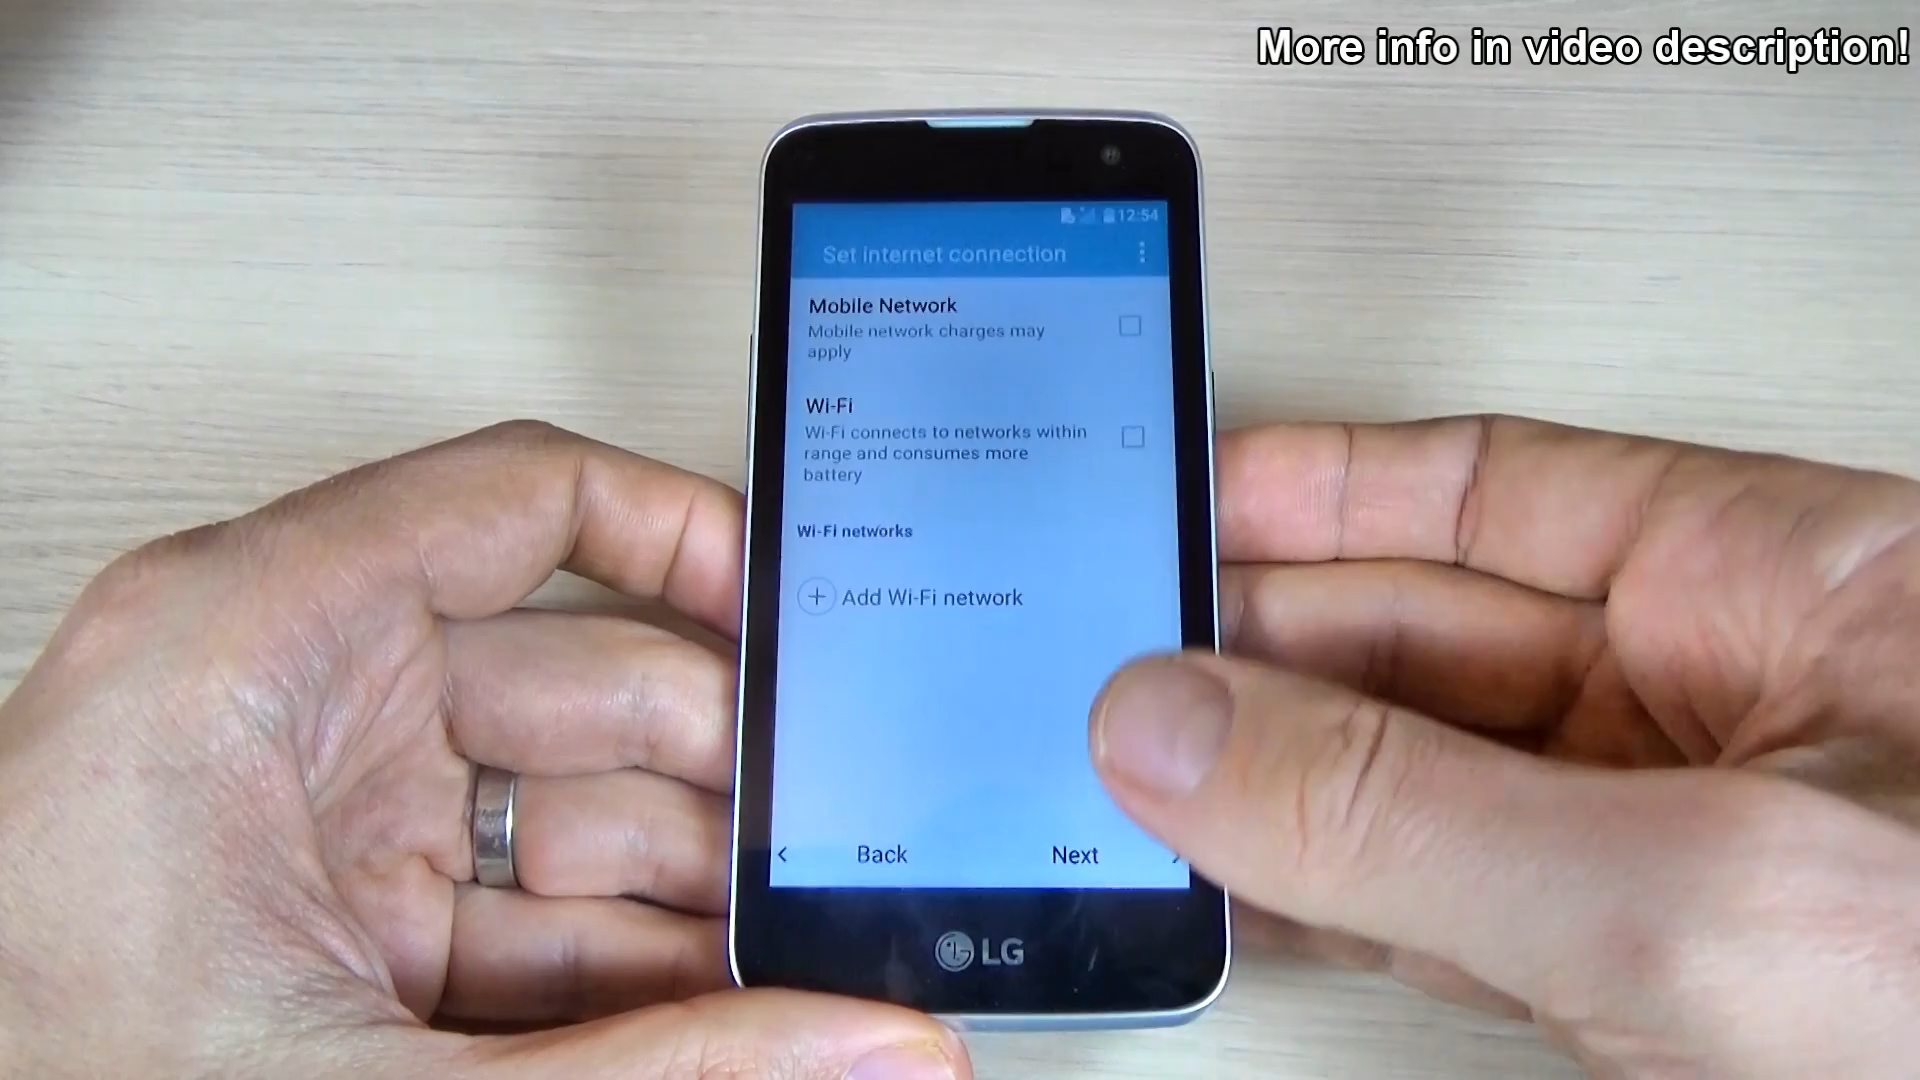 More info in video description!
12:54
Set internet connection
Mobile Network
Mobile network charges may
apply
Wi-Fi
Wi-Fi connects to networks within
range and consumes more
battery
Wi-Fi networks
Add Wi-Fi network
Back Next
LG